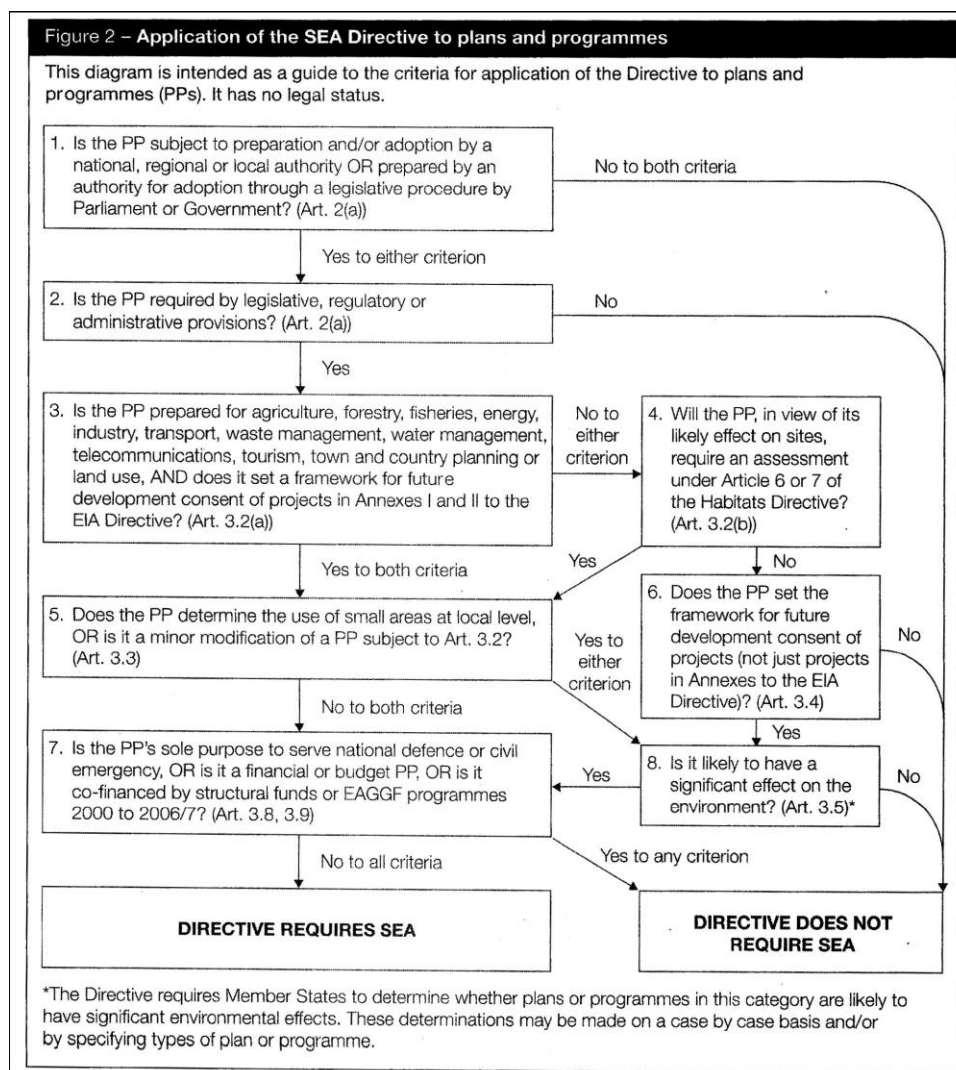 Figure 2 – Application of the SEA Directive to plans and programmes
This diagram is intended as a guide to the criteria for application of the Directive to plans and
programmes (PPs). It has no legal status.
1. Is the PP subject to preparation and/or adoption by a
national, regional or local authority OR prepared by an
authority for adoption through a legislative procedure by
Parliament or Government? (Art. 2(a))
No to both criteria
Yes to either criterion
2. Is the PP required by legislative, regulatory or
administrative provisions? (Art. 2(a))
No
Yes
3. Is the PP prepared for agriculture, forestry, fisheries, energy,
industry, transport, waste management, water management,
telecommunications, tourism, town and country planning or
land use, AND does it set a framework for future
development consent of projects in Annexes I and II to the
EIA Directive? (Art. 3.2(a))
No to
either
criterion
4. Will the PP, in view of its
likely effect on sites,
require an assessment
under Article 6 or 7 of
the Habitats Directive?
(Art. 3.2(b))
Yes to both criteria
Yes
No
5. Does the PP determine the use of small areas at local level,
OR is it a minor modification of a PP subject to Art. 3.2?
(Art. 3.3)
Yes to
either
criterion
6. Does the PP set the
framework for future
development consent of
projects (not just projects
in Annexes to the EIA
Directive)? (Art. 3.4)
No
No to both criteria
Yes
7. Is the PP's sole purpose to serve national defence or civil
emergency, OR is it a financial or budget PP, OR is it
co-financed by structural funds or EAGGF programmes
2000 to 2006/7? (Art. 3.8, 3.9)
Yes
8. Is it likely to have a
significant effect on the
environment? (Art. 3.5)*
No
No to all criteria
Yes to any criterion
DIRECTIVE REQUIRES SEA
DIRECTIVE DOES NOT
REQUIRE SEA
*The Directive requires Member States to determine whether plans or programmes in this category are likely to
have significant environmental effects. These determinations may be made on a case by case basis and/or
by specifying types of plan or programme.